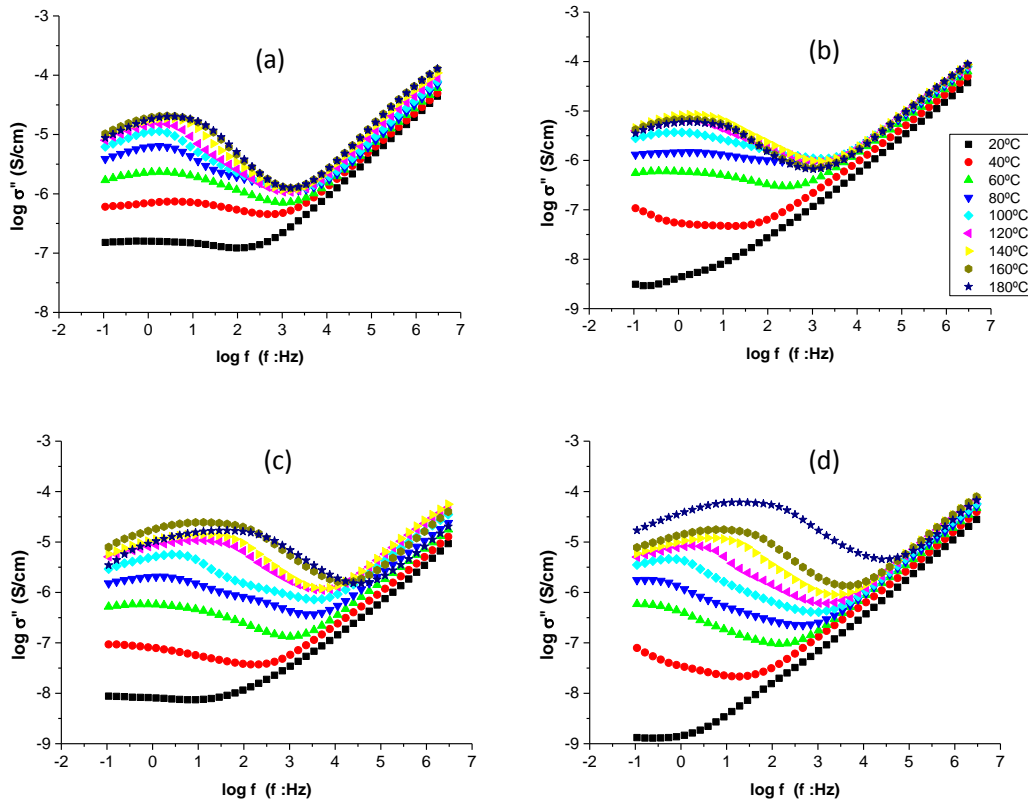 (a)
-3
-4
-5
-6
-7
-8
log σ" (S/cm)
-2 -1 0 1 2 3 4 5 6 7
log f (f :Hz)
(b)
-3
-4
-5
-6
-7
-8
-9
log σ" (S/cm)
-2 -1 0 1 2 3 4 5 6 7
log f (f :Hz)
20ºC
40ºC
60ºC
80ºC
100ºC
120ºC
140ºC
160ºC
180ºC
(c)
-3
-4
-5
-6
-7
-8
-9
log σ" (S/cm)
-2 -1 0 1 2 3 4 5 6 7
log f (f :Hz)
(d)
-3
-4
-5
-6
-7
-8
-9
log σ" (S/cm)
-2 -1 0 1 2 3 4 5 6 7
log f (f :Hz)